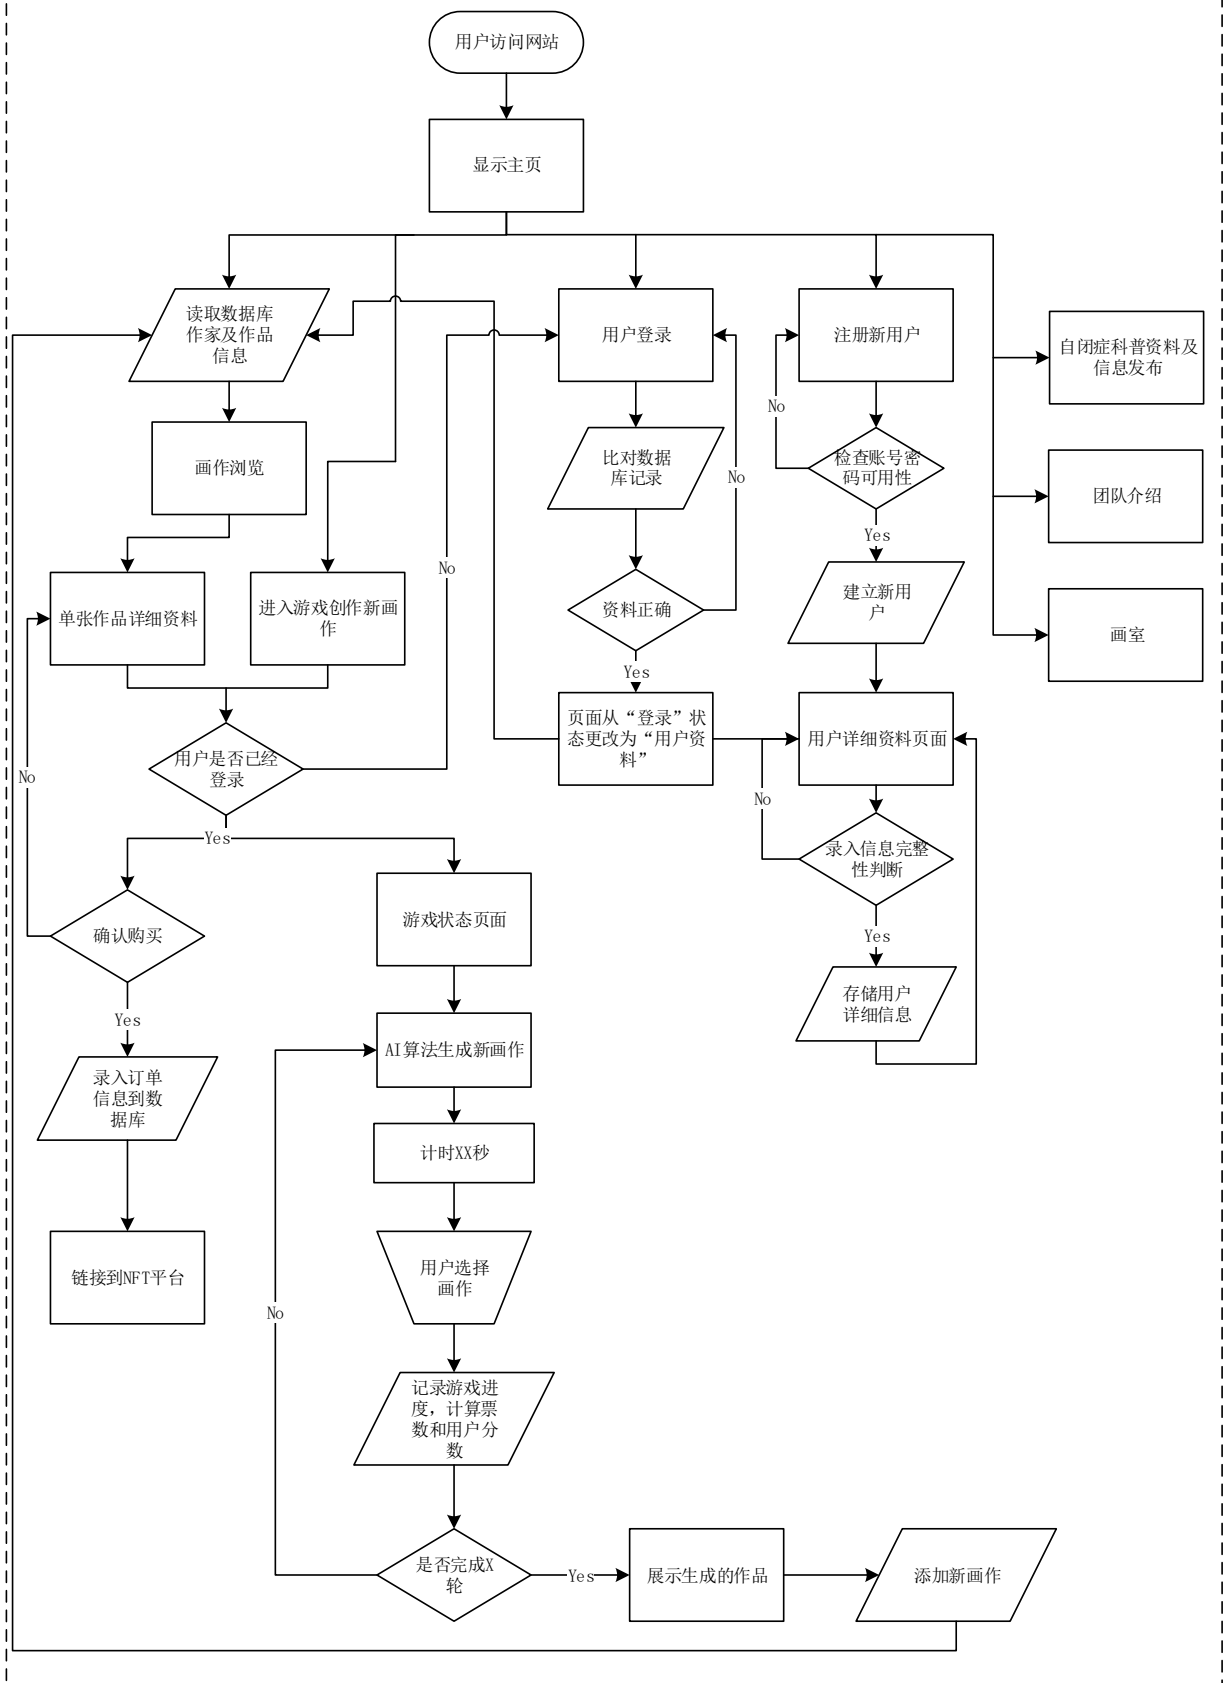 用户访问网站
显示主页
读取数据库
作家及作品
信息
用户登录
注册新用户
自闭症科普资料及
信息发布
No
画作浏览
比对数据
库记录
No
检查账号密
码可用性
团队介绍
Yes
No
单张作品详细资料
进入游戏创作新画
作
资料正确
建立新用
户
画室
Yes
页面从“登录”状
态更改为“用户资
料”
用户详细资料页面
用户是否已经
登录
No
No
Yes
录入信息完整
性判断
游戏状态页面
确认购买
Yes
存储用户
详细信息
Yes
AI算法生成新画作
录入订单
信息到数
据库
计时XX秒
链接到NFT平台
用户选择
画作
No
记录游戏进
度，计算票
数和用户分
数
是否完成X
轮
Yes
展示生成的作品
添加新画作